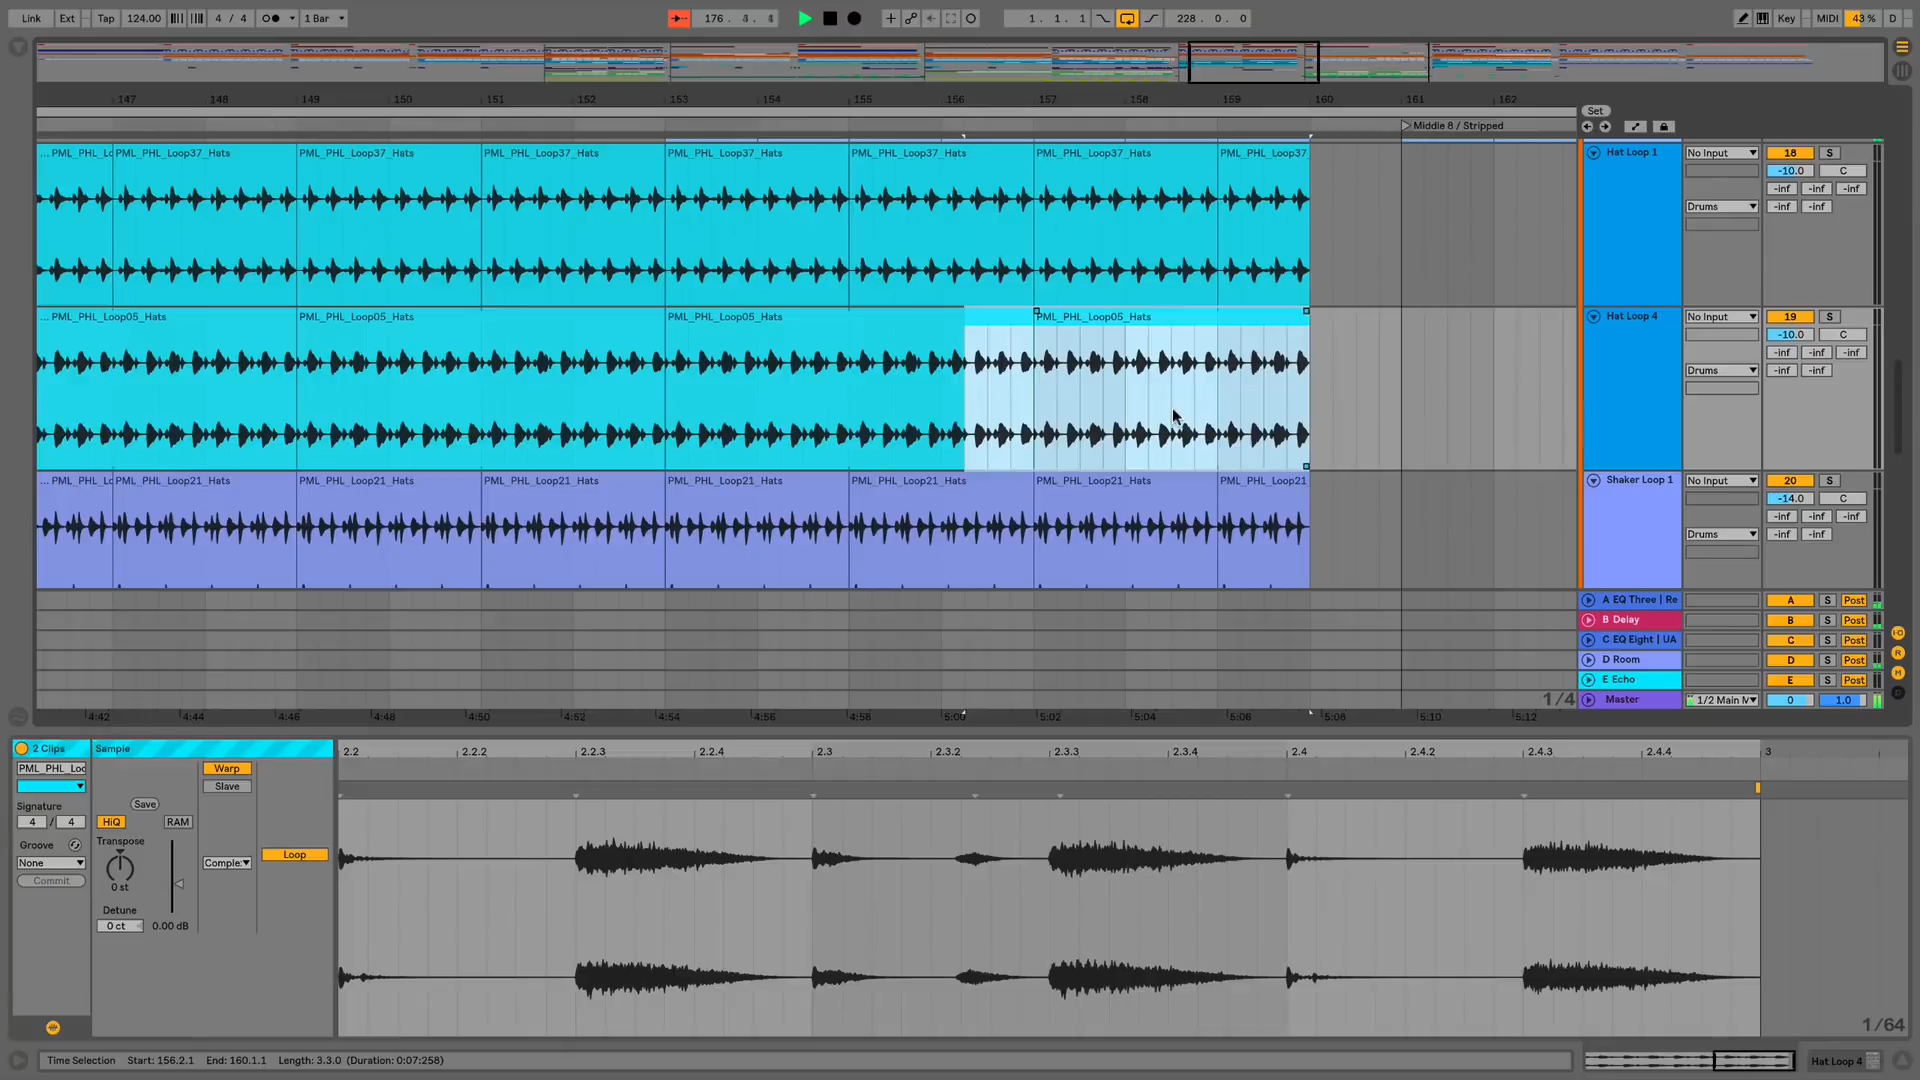 Link Ext Tap 124.00 4 / 4 1 Bar 176 . 1. 1. 1 228 . 0 . 0 Key MIDI 43 % D
147 148 149 150 151 152 153 154 155 156 157 158 159 160 161 162 Set
Middle 8 / Stripped
... PML_PHL_Lo PML_PHL_Loop37_Hats PML_PHL_Loop37_Hats PML_PHL_Loop37_Hats PML_PHL_Loop37_Hats PML_PHL_Loop37_Hats PML_PHL_Loop37_Hats PML_PHL_Loop37 Hat Loop 1 No Input 18 S
-10.0 C
-inf -inf -inf
Drums -inf -inf
... PML_PHL_Loop05_Hats PML_PHL_Loop05_Hats PML_PHL_Loop05_Hats PML_PHL_Loop05_Hats Hat Loop 4 No Input 19 S
-10.0 C
-inf -inf -inf
Drums -inf -inf
... PML_PHL_Lo PML_PHL_Loop21_Hats PML_PHL_Loop21_Hats PML_PHL_Loop21_Hats PML_PHL_Loop21_Hats PML_PHL_Loop21_Hats PML_PHL_Loop21_Hats PML_PHL_Loop21 Shaker Loop 1 No Input 20 S
-14.0 C
-inf -inf -inf
Drums -inf -inf
A EQ Three | Re A S Post
B Delay B S Post
C EQ Eight | UA C S Post
D Room D S Post
E Echo E S Post
1/4 Master 1/2 Main 0 1.0
4:42 4:44 4:46 4:48 4:50 4:52 4:54 4:56 4:58 5:00 5:02 5:04 5:06 5:08 5:10 5:12
2 Clips Sample 2.2 2.2.2 2.2.3 2.2.4 2.3 2.3.2 2.3.3 2.3.4 2.4 2.4.2 2.4.3 2.4.4 3
PML_PHL_Loo Warp
Slave
Signature Save
4 / 4 HiQ RAM
Groove Transpose
None Comple Loop
Commit 0 st
Detune
0 ct 0.00 dB
1/64
Time Selection Start: 156.2.1 End: 160.1.1 Length: 3.3.0 (Duration: 0:07:258) Hat Loop 4